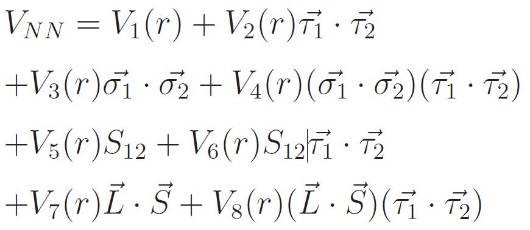 V_{NN} = V_1(r) + V_2(r)\vec{\tau_1} \cdot \vec{\tau_2}
+V_3(r)\vec{\sigma_1} \cdot \vec{\sigma_2} + V_4(r)(\vec{\sigma_1} \cdot \vec{\sigma_2})(\vec{\tau_1} \cdot \vec{\tau_2})
+V_5(r)S_{12} + V_6(r)S_{12}|\vec{\tau_1} \cdot \vec{\tau_2}
+V_7(r)\vec{L} \cdot \vec{S} + V_8(r)(\vec{L} \cdot \vec{S})(\vec{\tau_1} \cdot \vec{\tau_2})